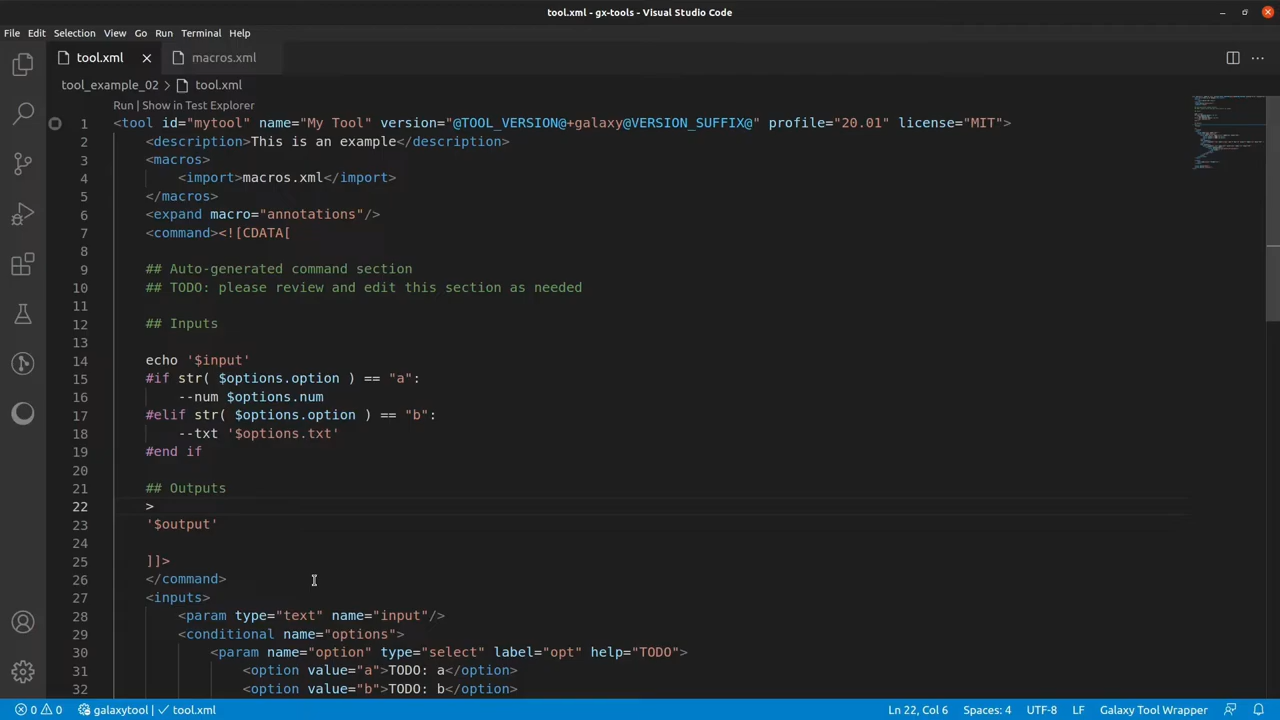 tool.xml - gx-tools - Visual Studio Code
File Edit Selection View Go Run Terminal Help
tool.xml macros.xml
tool_example_02 > tool.xml
Run | Show in Test Explorer
1 <tool id="mytool" name="My Tool" version="@TOOL_VERSION@+galaxy@VERSION_SUFFIX@" profile="20.01" license="MIT">
2 <description>This is an example</description>
3 <macros>
4 <import>macros.xml</import>
5 </macros>
6 <expand macro="annotations"/>
7 <command><![CDATA[
8
9 ## Auto-generated command section
10 ## TODO: please review and edit this section as needed
11
12 ## Inputs
13
14 echo '$input'
15 #if str( $options.option ) == "a":
16 --num $options.num
17 #elif str( $options.option ) == "b":
18 --txt '$options.txt'
19 #end if
20
21 ## Outputs
22 >
23 '$output'
24
25 ]]>
26 </command>
27 <inputs>
28 <param type="text" name="input"/>
29 <conditional name="options">
30 <param name="option" type="select" label="opt" help="TODO">
31 <option value="a">TODO: a</option>
32 <option value="b">TODO: b</option>
0 0 galaxytool | tool.xml Ln 22, Col 6 Spaces: 4 UTF-8 LF Galaxy Tool Wrapper